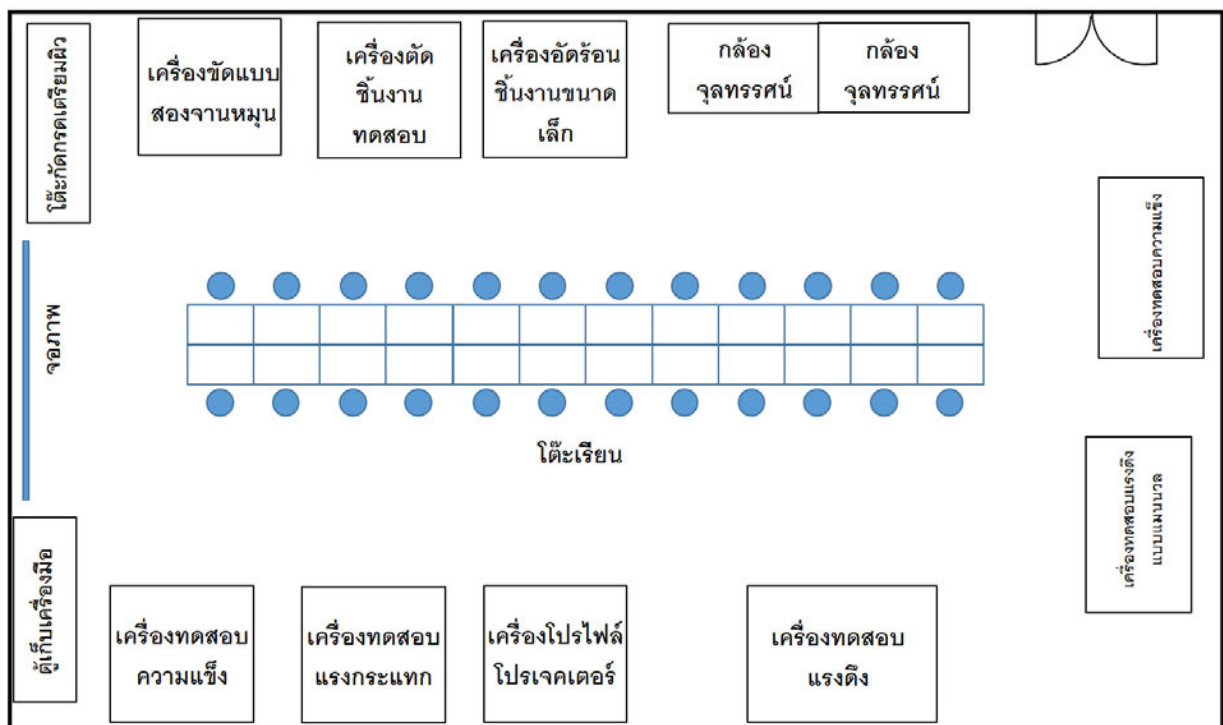 โต๊ะกัดกรดเตรียมผิว
เครื่องขัดแบบ
สองจานหมุน
เครื่องตัด
ชิ้นงาน
ทดสอบ
เครื่องอัดร้อน
ชิ้นงานขนาด
เล็ก
กล้อง
จุลทรรศน์
กล้อง
จุลทรรศน์
เครื่องทดสอบความแข็ง
จอภาพ
โต๊ะเรียน
เครื่องทดสอบแรงดึง
แบบแมนนวล
ตู้เก็บเครื่องมือ
เครื่องทดสอบ
ความแข็ง
เครื่องทดสอบ
แรงกระแทก
เครื่องโปรไฟล์
โปรเจคเตอร์
เครื่องทดสอบ
แรงดึง